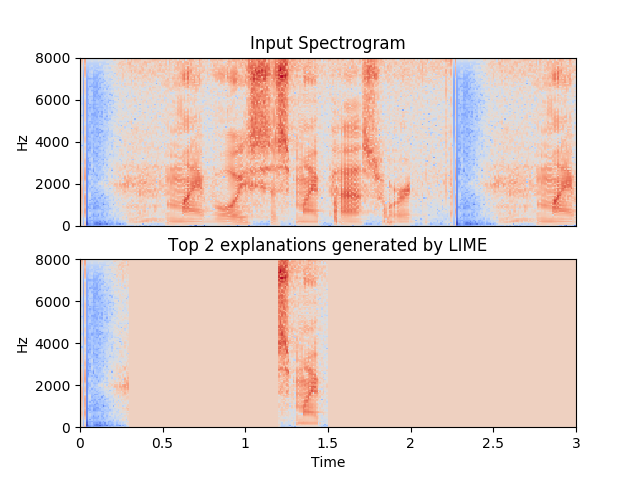 Input Spectrogram
8000
6000
Hz
4000
2000
0
Top 2 explanations generated by LIME
8000
6000
Hz
4000
2000
0
0 0.5 1 1.5 2 2.5 3
Time